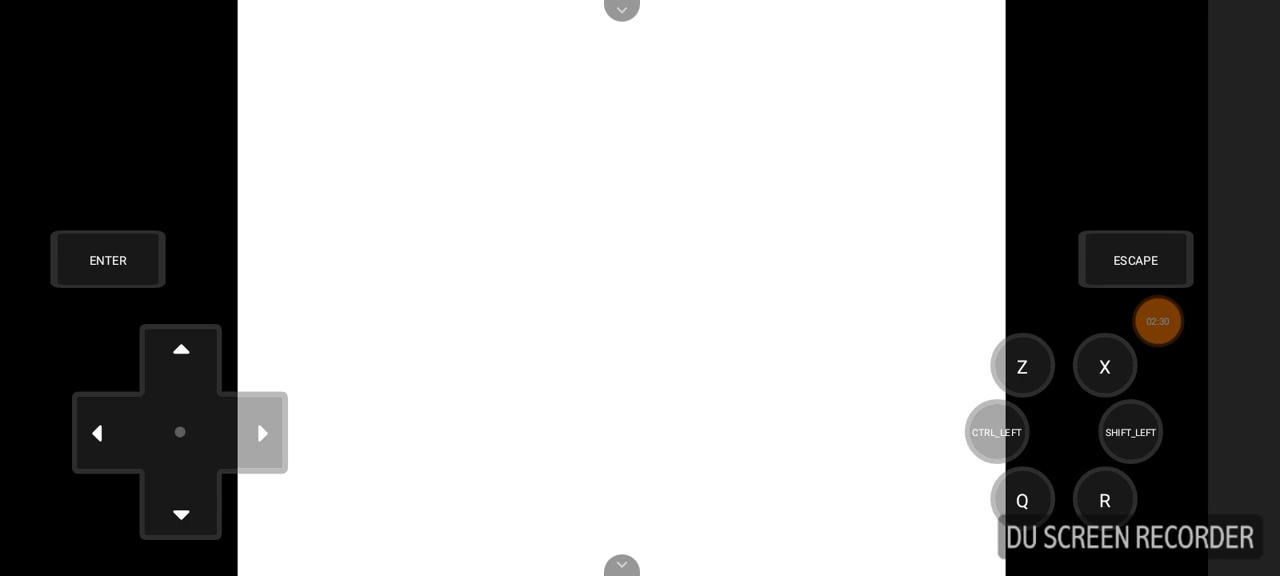 ENTER
ESCAPE
02:30
Z
X
CTRL_LEFT
SHIFT_LEFT
Q
R
DU SCREEN RECORDER